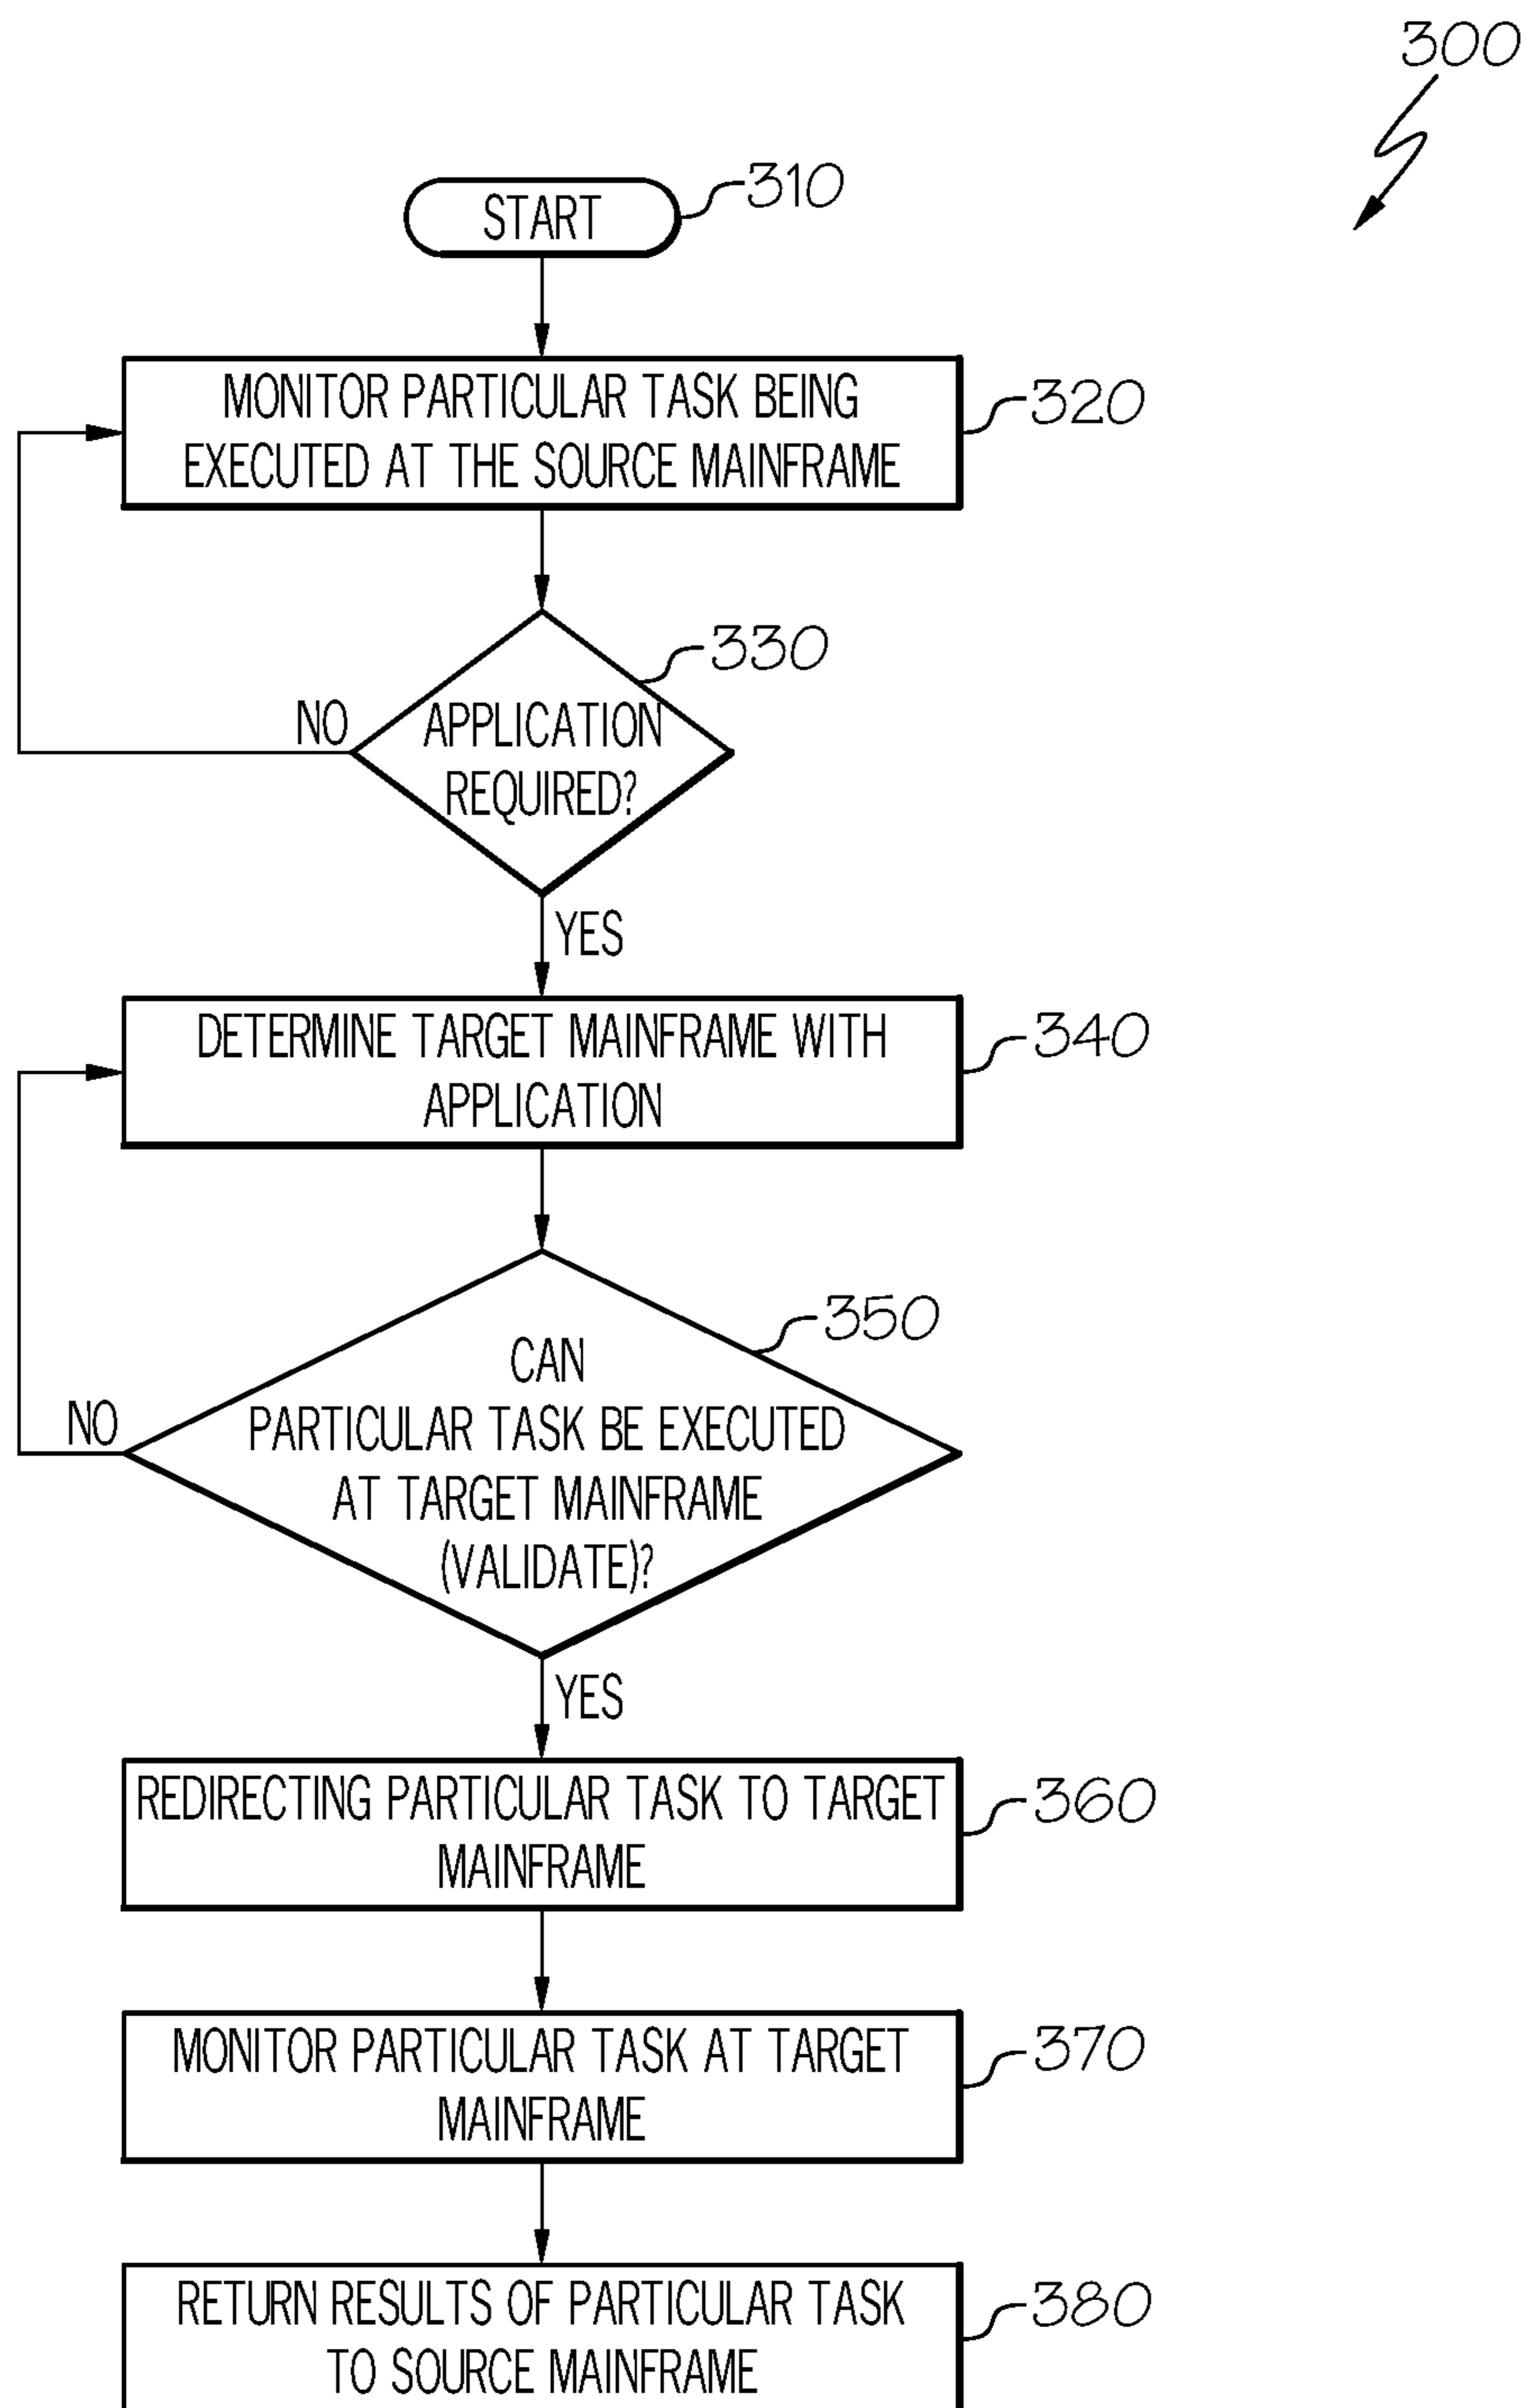 300
START
310
MONITOR PARTICULAR TASK BEING
EXECUTED AT THE SOURCE MAINFRAME
320
330
NO
APPLICATION
REQUIRED?
YES
DETERMINE TARGET MAINFRAME WITH
APPLICATION
340
350
CAN
PARTICULAR TASK BE EXECUTED
AT TARGET MAINFRAME
(VALIDATE)?
NO
YES
REDIRECTING PARTICULAR TASK TO TARGET
MAINFRAME
360
MONITOR PARTICULAR TASK AT TARGET
MAINFRAME
370
RETURN RESULTS OF PARTICULAR TASK
TO SOURCE MAINFRAME
380